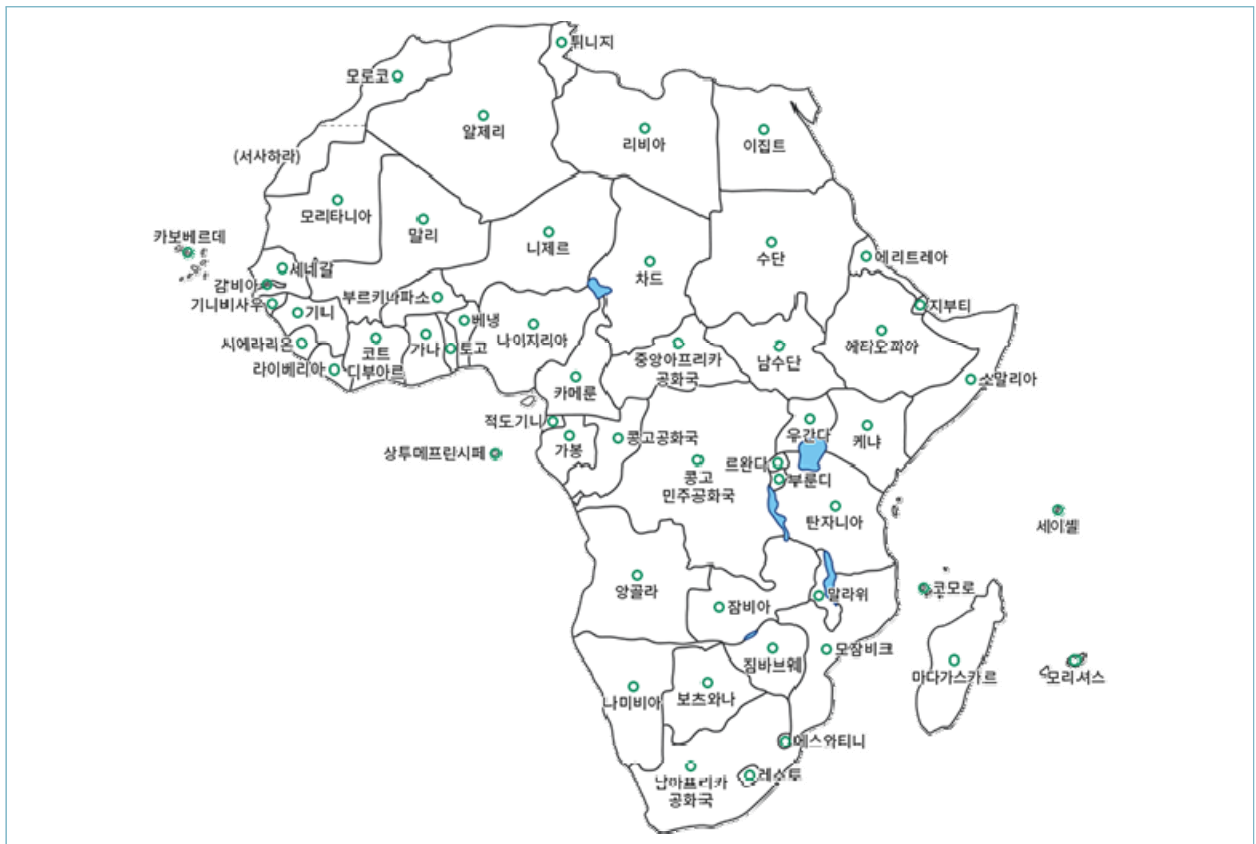 튀니지
모로코
알제리
리비아
이집트
(서사하라)
모리타니아
말리
니제르
차드
수단
에리트레아
카보베르데
세네갈
감비아
기니비사우
기니
부르키나파소
베냉
나이지리아
지부티
시에라리온
코트
디부아르
가나
토고
중앙아프리카
공화국
남수단
에티오피아
라이베리아
카메룬
소말리아
적도기니
가봉
콩고공화국
우간다
케냐
상투메프린시페
콩고
민주공화국
르완다
부룬디
탄자니아
세이셸
앙골라
잠비아
말라위
코모로
짐바브웨
모잠비크
마다가스카르
모리셔스
나미비아
보츠와나
에스와티니
남아프리카
공화국
레소토